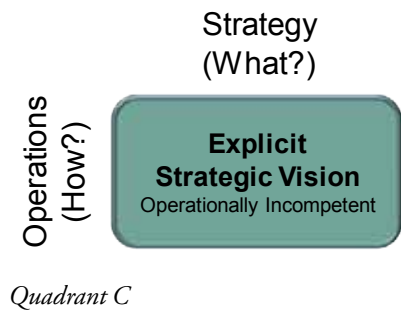 Strategy
(What?)
Operations
(How?)
Explicit
Strategic Vision
Operationally Incompetent
Quadrant C